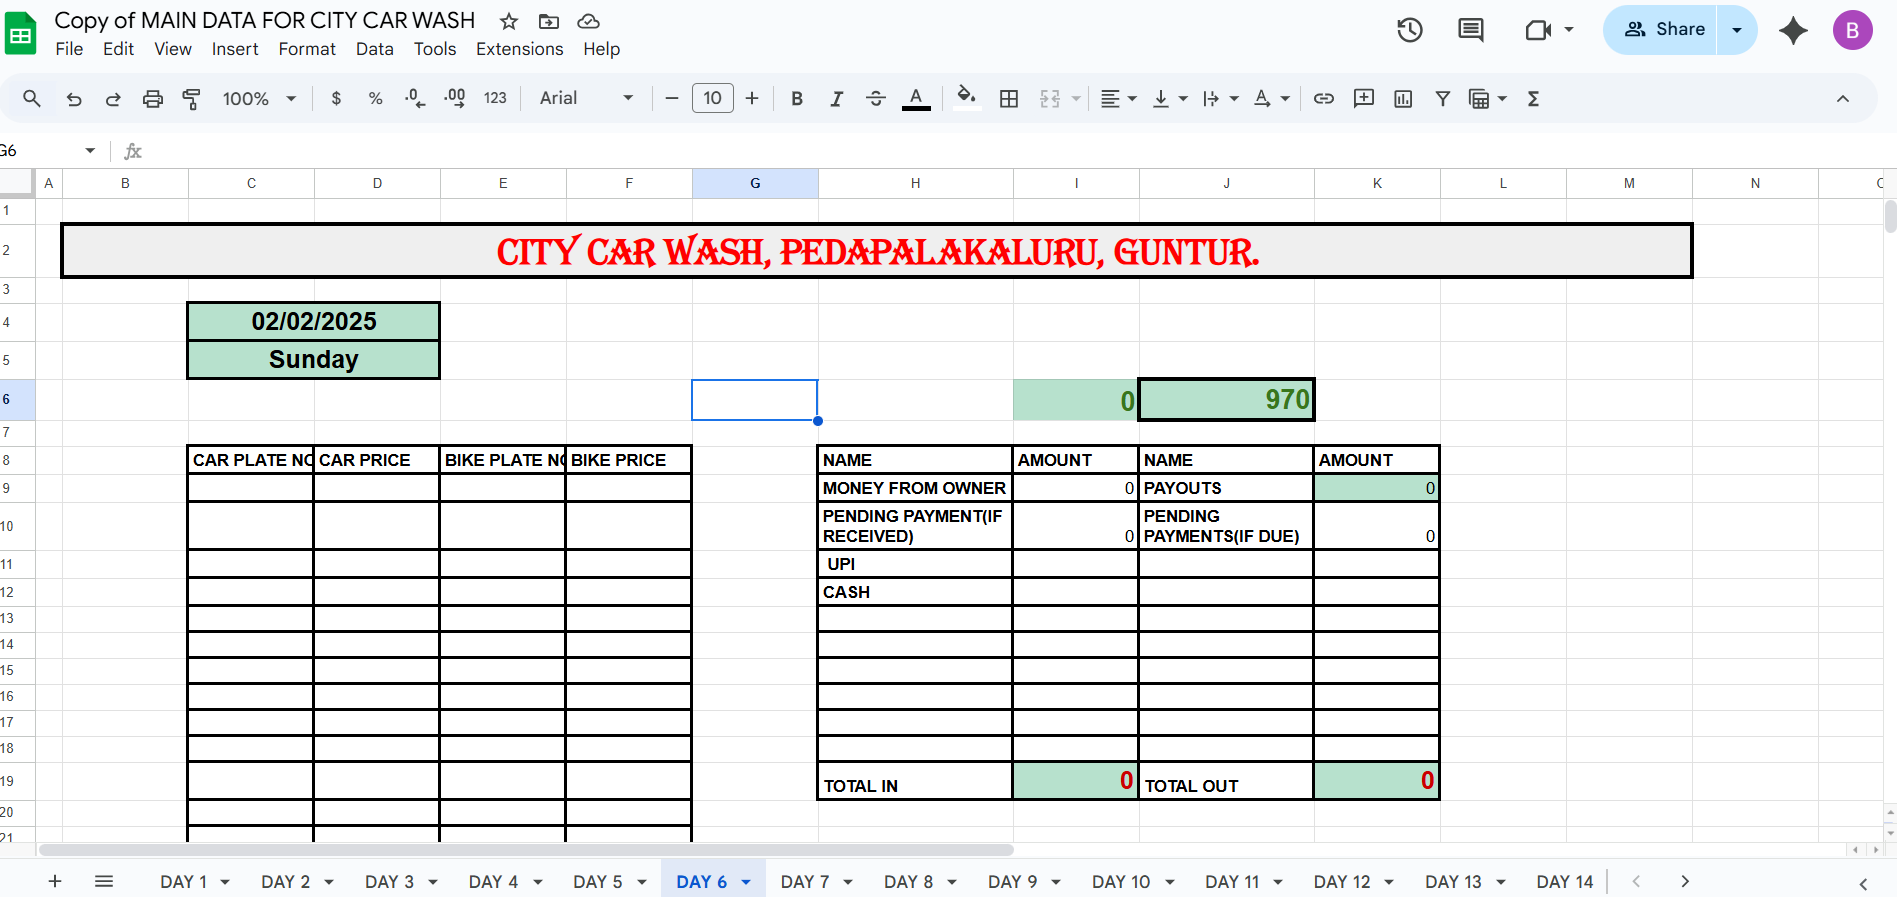 Copy of MAIN DATA FOR CITY CAR WASH
File Edit View Insert Format Data Tools Extensions Help
Share
B
100% $ % .0 .00 123 Arial 10 B I A A Σ
G6 fx
A B C D E F G H I J K L M N
1
2 CITY CAR WASH, PEDAPALAKALURU, GUNTUR.
3
4 02/02/2025
5 Sunday
6 0 970
7
8 CAR PLATE NO CAR PRICE BIKE PLATE NO BIKE PRICE NAME AMOUNT NAME AMOUNT
9 MONEY FROM OWNER 0 PAYOUTS 0
10 PENDING PAYMENT(IF RECEIVED) 0 PENDING PAYMENTS(IF DUE) 0
11 UPI
12 CASH
13
14
15
16
17
18
19 TOTAL IN 0 TOTAL OUT 0
20
21
DAY 1 DAY 2 DAY 3 DAY 4 DAY 5 DAY 6 DAY 7 DAY 8 DAY 9 DAY 10 DAY 11 DAY 12 DAY 13 DAY 14